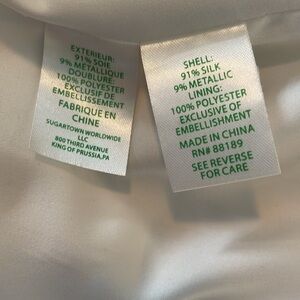 EXTERIEUR:
91% SOIE
9% METALLIQUE
DOUBLURE:
100% POLYESTER
EXCLUSIF DE
EMBELLISSEMENT
FABRIQUE EN
CHINE
SUGARTOWN WORLDWIDE
LLC
800 THIRD AVENUE
KING OF PRUSSIA,PA
SHELL:
91% SILK
9% METALLIC
LINING:
100% POLYESTER
EXCLUSIVE OF
EMBELLISHMENT
MADE IN CHINA
RN# 88189
SEE REVERSE
FOR CARE